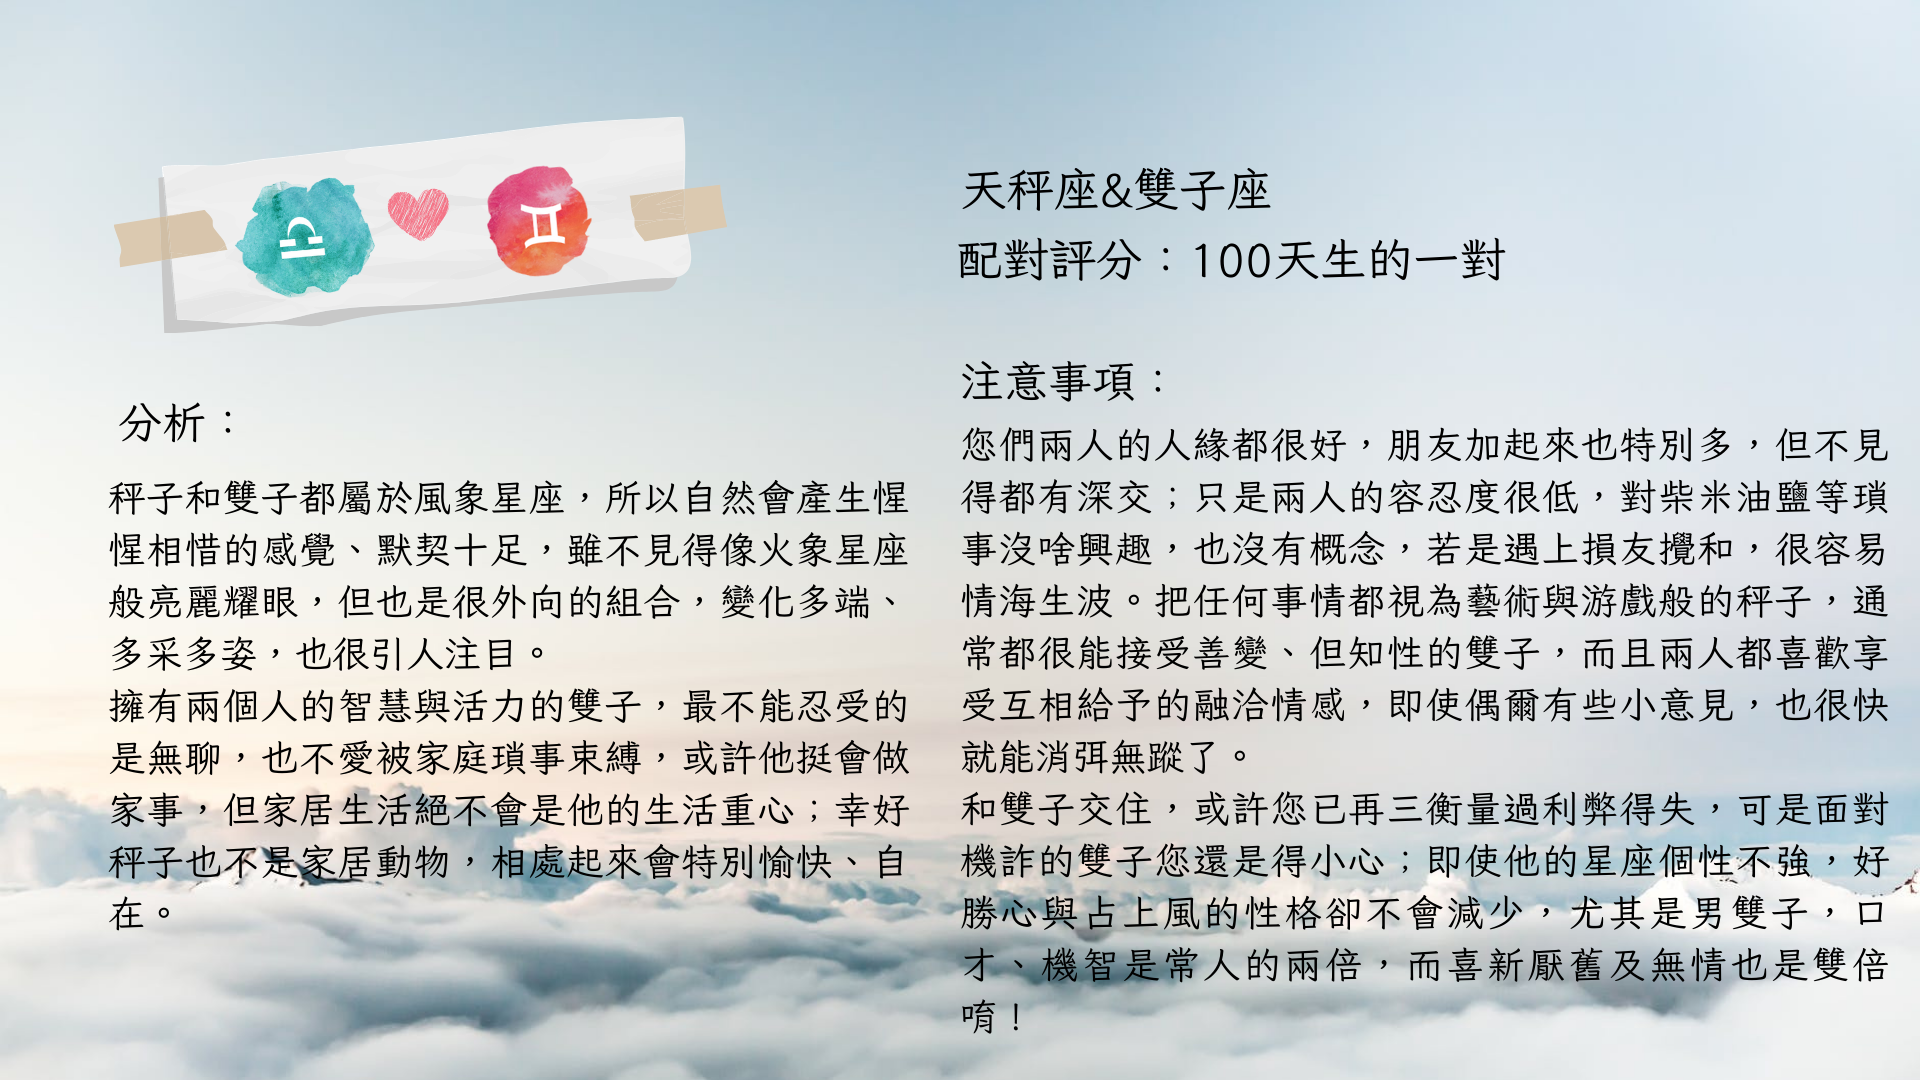 天秤座&雙子座
配對評分：100天生的一對
分析：
秤子和雙子都屬於風象星座，所以自然會產生惺
惺相惜的感覺、默契十足，雖不見得像火象星座
般亮麗耀眼，但也是很外向的組合，變化多端、
多采多姿，也很引人注目。
擁有兩個人的智慧與活力的雙子，最不能忍受的
是無聊，也不愛被家庭瑣事束縛，或許他挺會做
家事，但家居生活絕不會是他的生活重心；幸好
秤子也不是家居動物，相處起來會特別愉快、自
在。
注意事項：
您們兩人的人緣都很好，朋友加起來也特別多，但不見
得都有深交；只是兩人的容忍度很低，對柴米油鹽等瑣
事沒啥興趣，也沒有概念，若是遇上損友攪和，很容易
情海生波。把任何事情都視為藝術與游戲般的秤子，通
常都很能接受善變、但知性的雙子，而且兩人都喜歡享
受互相給予的融洽情感，即使偶爾有些小意見，也很快
就能消弭無蹤了。
和雙子交住，或許您已再三衡量過利弊得失，可是面對
機詐的雙子您還是得小心；即使他的星座個性不強，好
勝心與占上風的性格卻不會減少，尤其是男雙子，口
才、機智是常人的兩倍，而喜新厭舊及無情也是雙倍
唷！